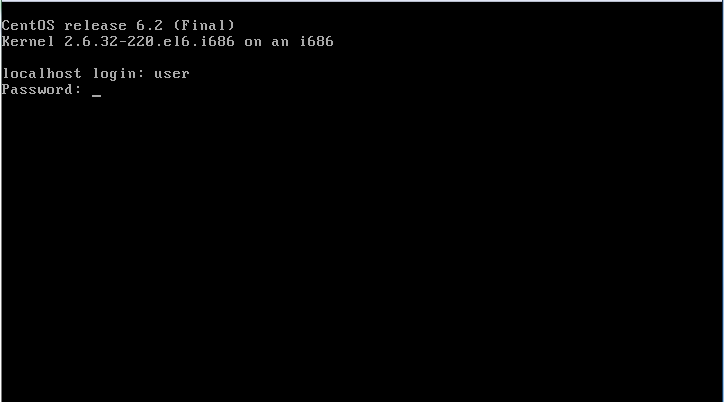 CentOS release 6.2 (Final)
Kernel 2.6.32-220.el6.i686 on an i686
localhost login: user
Password: _